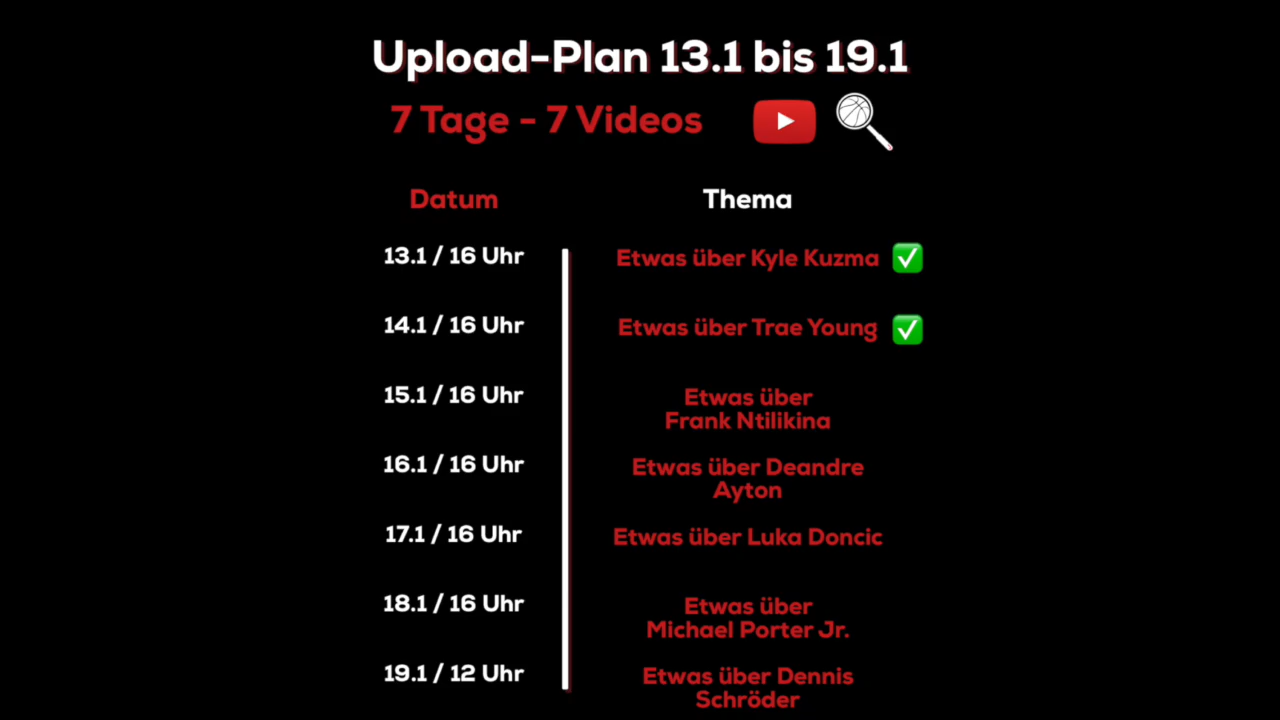 Upload-Plan 13.1 bis 19.1
7 Tage - 7 Videos
Datum
Thema
13.1 / 16 Uhr
Etwas über Kyle Kuzma
14.1 / 16 Uhr
Etwas über Trae Young
15.1 / 16 Uhr
Etwas über
Frank Ntilikina
16.1 / 16 Uhr
Etwas über Deandre
Ayton
17.1 / 16 Uhr
Etwas über Luka Doncic
18.1 / 16 Uhr
Etwas über
Michael Porter Jr.
19.1 / 12 Uhr
Etwas über Dennis
Schröder